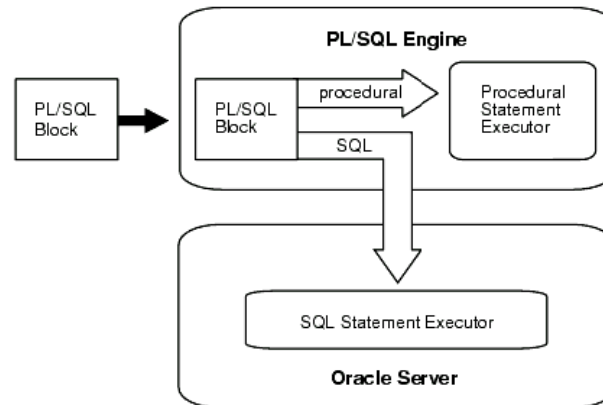 PL/SQL Engine
PL/SQL
Block
PL/SQL
Block
procedural
SQL
Procedural
Statement
Executor
SQL Statement Executor
Oracle Server